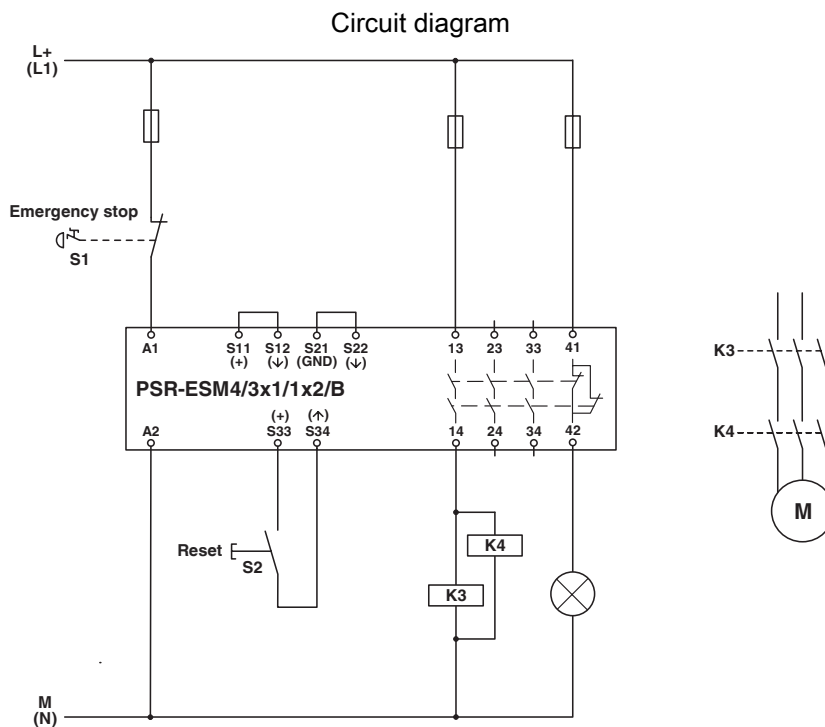 Circuit diagram
L+
(L1)
Emergency stop
S1
A1 S11 S12 S21 S22 13 23 33 41
(+) (↓) (GND) (↓)
PSR-ESM4/3x1/1x2/B
(+) (↑)
A2 S33 S34 14 24 34 42
K3
K4
M
Reset
S2
K4
K3
M
(N)